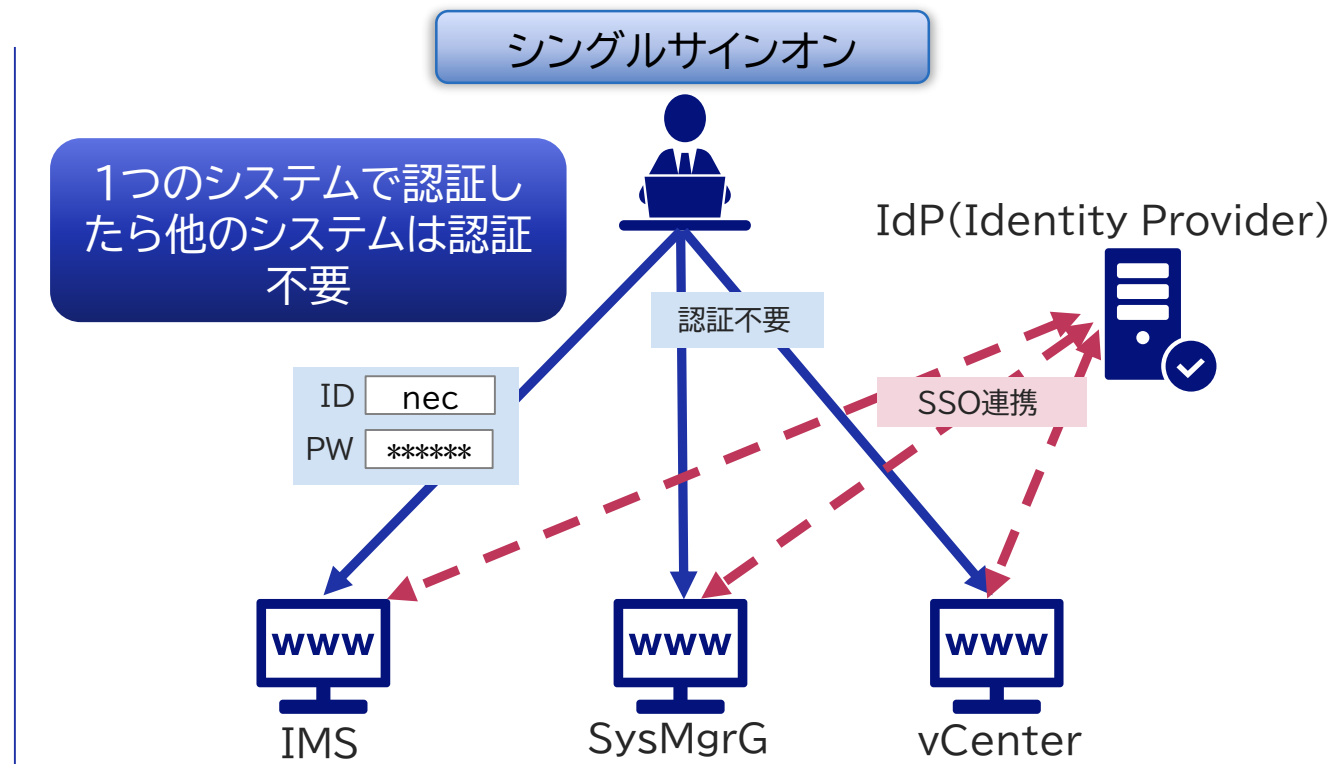 シングルサインオン
1つのシステムで認証し
たら他のシステムは認証
不要
IdP(Identity Provider)
認証不要
ID nec
PW ******
SSO連携
www
www
www
IMS
SysMgrG
vCenter